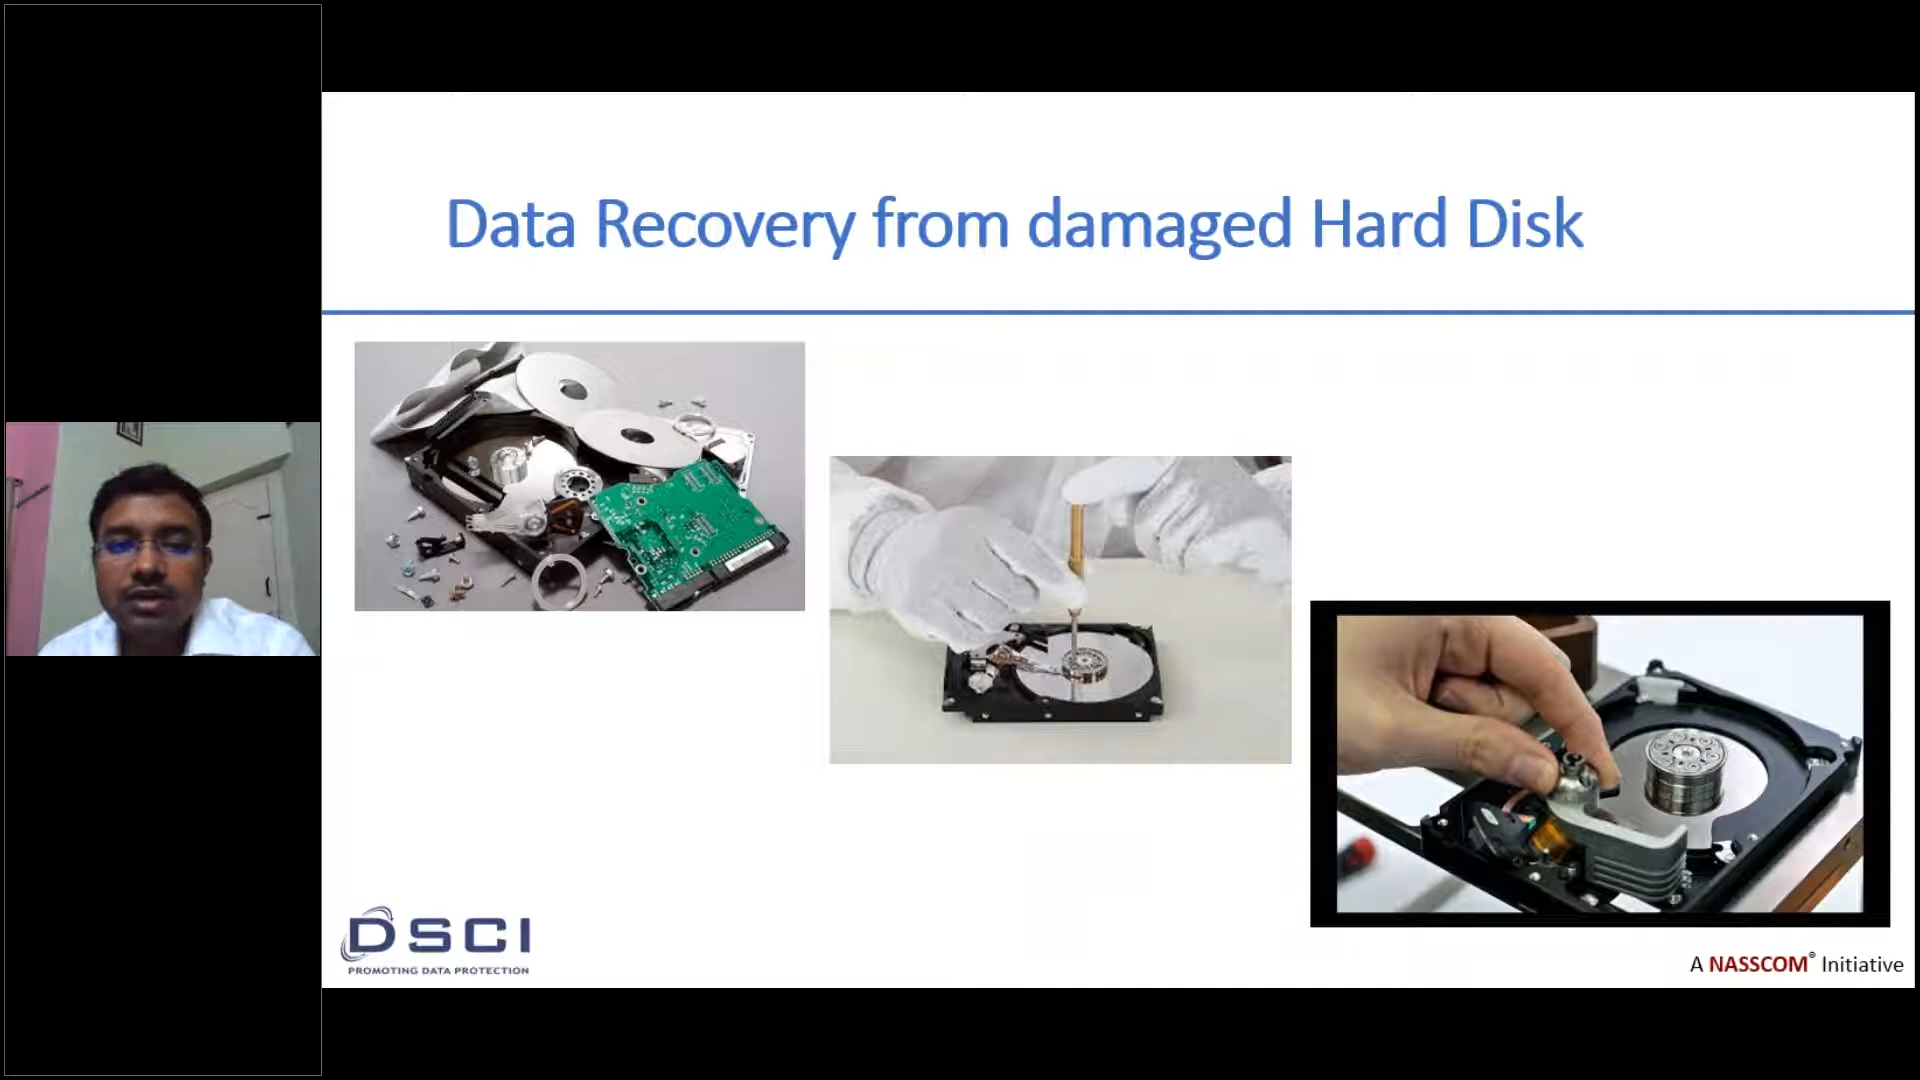 Data Recovery from damaged Hard Disk
DSCI
PROMOTING DATA PROTECTION
A NASSCOM® Initiative